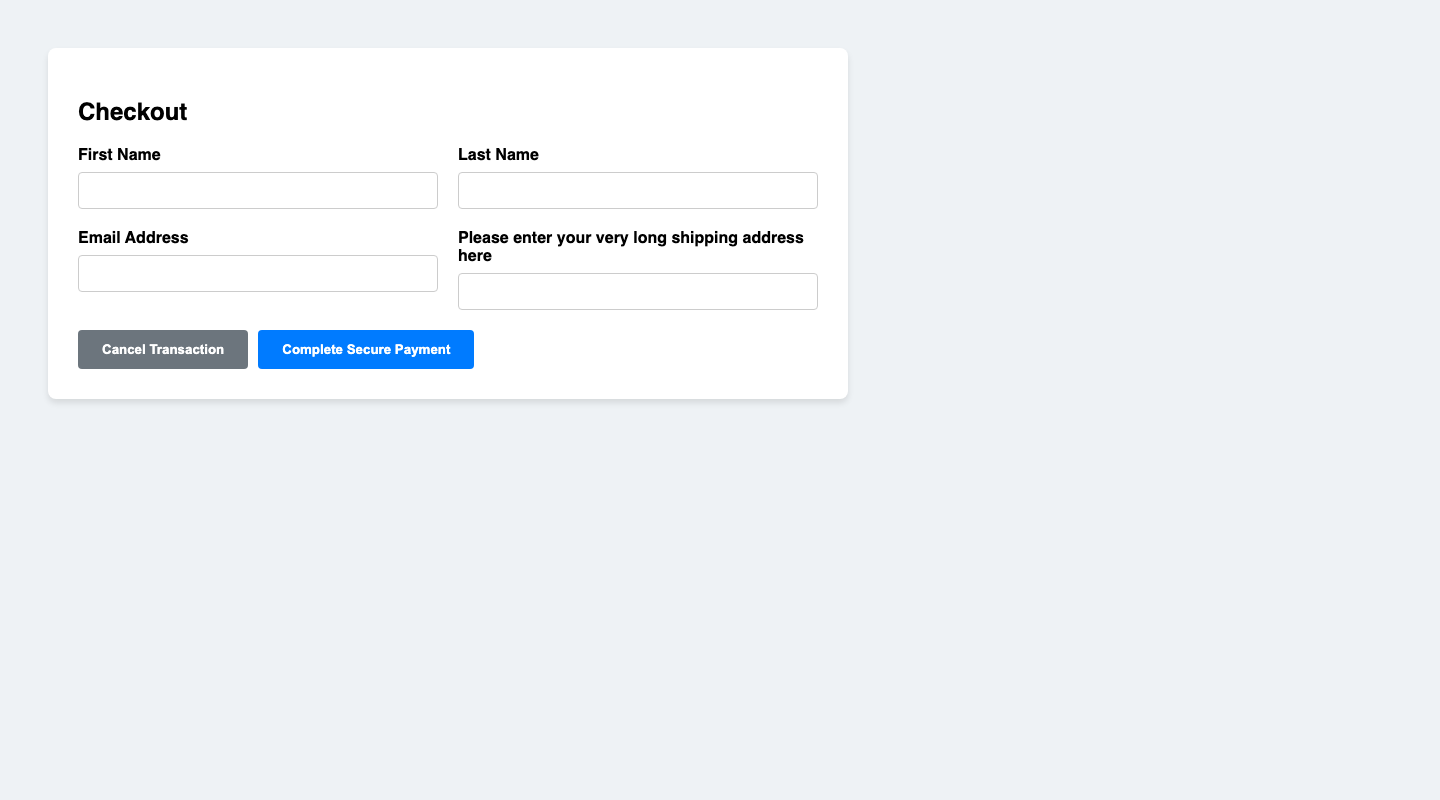 Checkout
First Name
Last Name
Email Address
Please enter your very long shipping address
here
Cancel Transaction
Complete Secure Payment